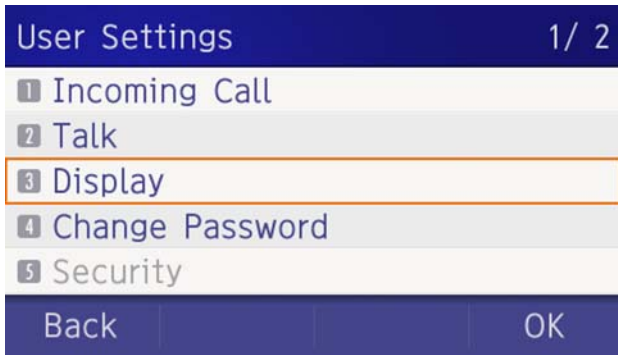 User Settings 1/ 2
1 Incoming Call
2 Talk
3 Display
4 Change Password
5 Security
Back OK